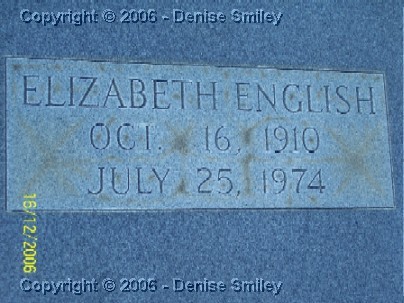 Copyright © 2006 - Denise Smiley
ELIZABETH ENGLISH
OCT. 16, 1910
JULY 25, 1974
16/12/2006
Copyright © 2006 - Denise Smiley